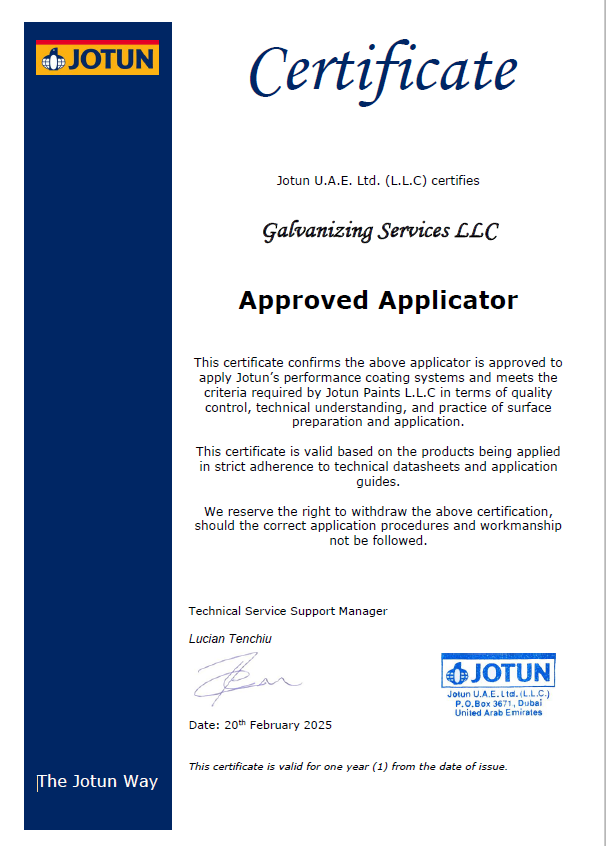 JOTUN
Certificate
Jotun U.A.E. Ltd. (L.L.C) certifies
Galvanizing Services LLC
Approved Applicator
This certificate confirms the above applicator is approved to
apply Jotun’s performance coating systems and meets the
criteria required by Jotun Paints L.L.C in terms of quality
control, technical understanding, and practice of surface
preparation and application.
This certificate is valid based on the products being applied
in strict adherence to technical datasheets and application
guides.
We reserve the right to withdraw the above certification,
should the correct application procedures and workmanship
not be followed.
Technical Service Support Manager
Lucian Tenchiu
JOTUN
Jotun U.A.E. Ltd. (L.L.C.)
P.O.Box 3671, Dubai
United Arab Emirates
Date: 20th February 2025
This certificate is valid for one year (1) from the date of issue.
The Jotun Way